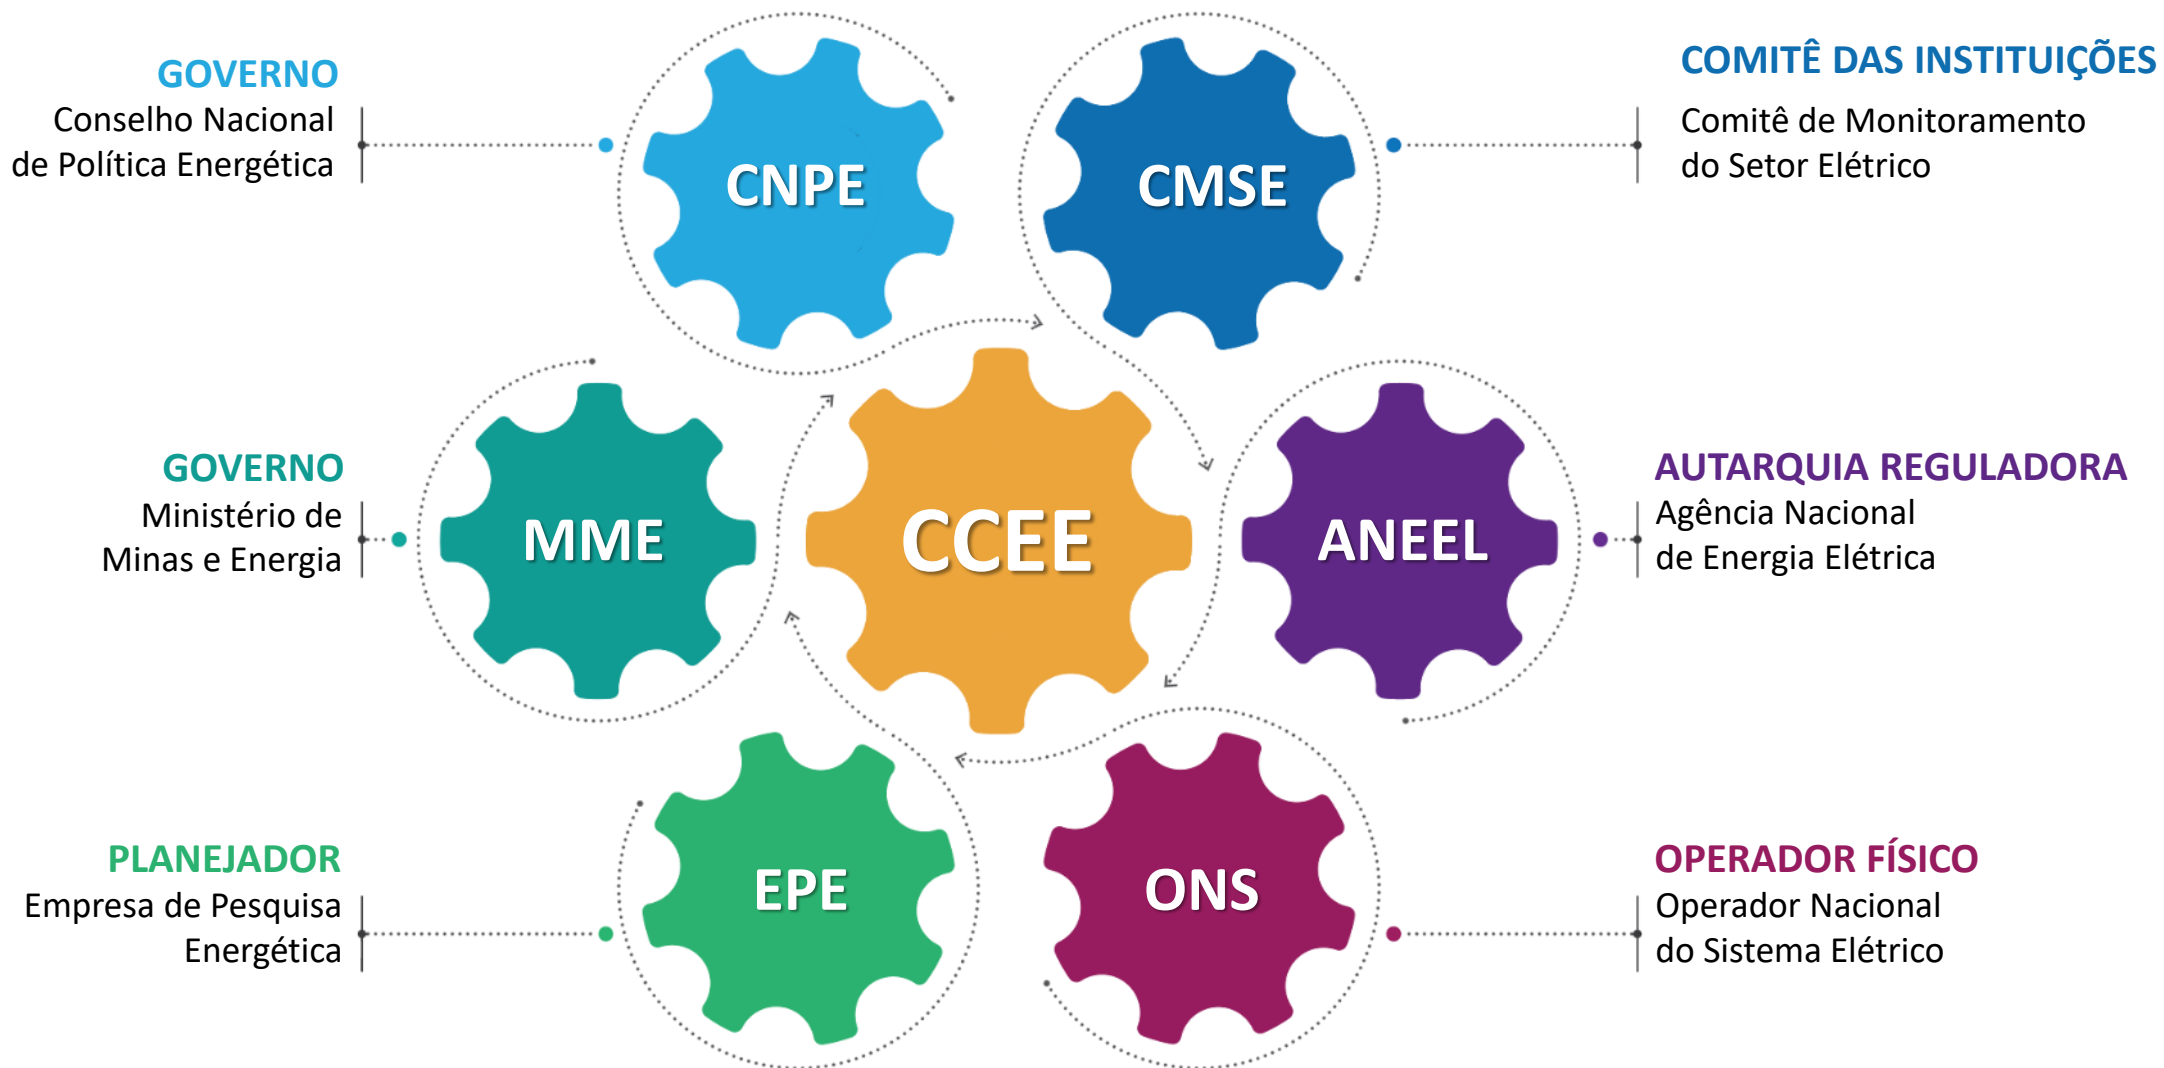 GOVERNO
Conselho Nacional
de Política Energética
CNPE
CMSE
COMITÊ DAS INSTITUIÇÕES
Comitê de Monitoramento
do Setor Elétrico
GOVERNO
Ministério de
Minas e Energia
MME
CCEE
ANEEL
AUTARQUIA REGULADORA
Agência Nacional
de Energia Elétrica
PLANEJADOR
Empresa de Pesquisa
Energética
EPE
ONS
OPERADOR FÍSICO
Operador Nacional
do Sistema Elétrico